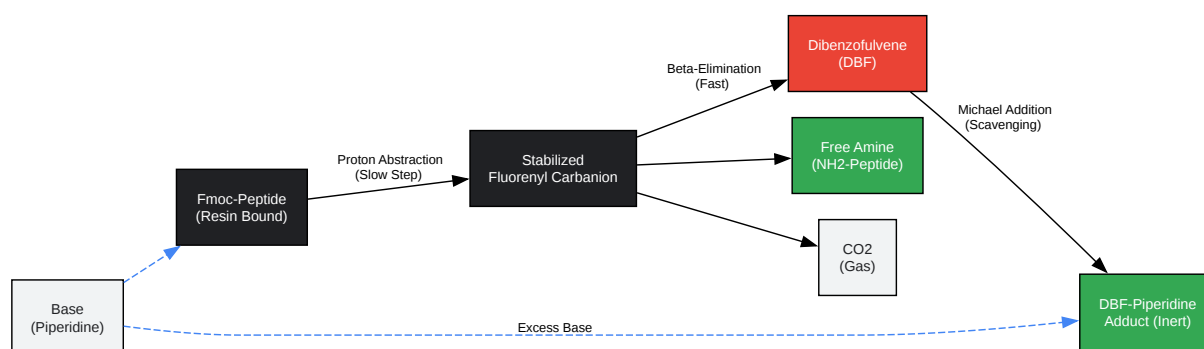 Dibenzofulvene
(DBF)
Beta-Elimination
(Fast)
Michael Addition
(Scavenging)
Proton Abstraction
(Slow Step)
Stabilized
Fluorenyl Carbanion
Free Amine
(NH2-Peptide)
Fmoc-Peptide
(Resin Bound)
CO2
(Gas)
Base
(Piperidine)
Excess Base
DBF-Piperidine
Adduct (Inert)